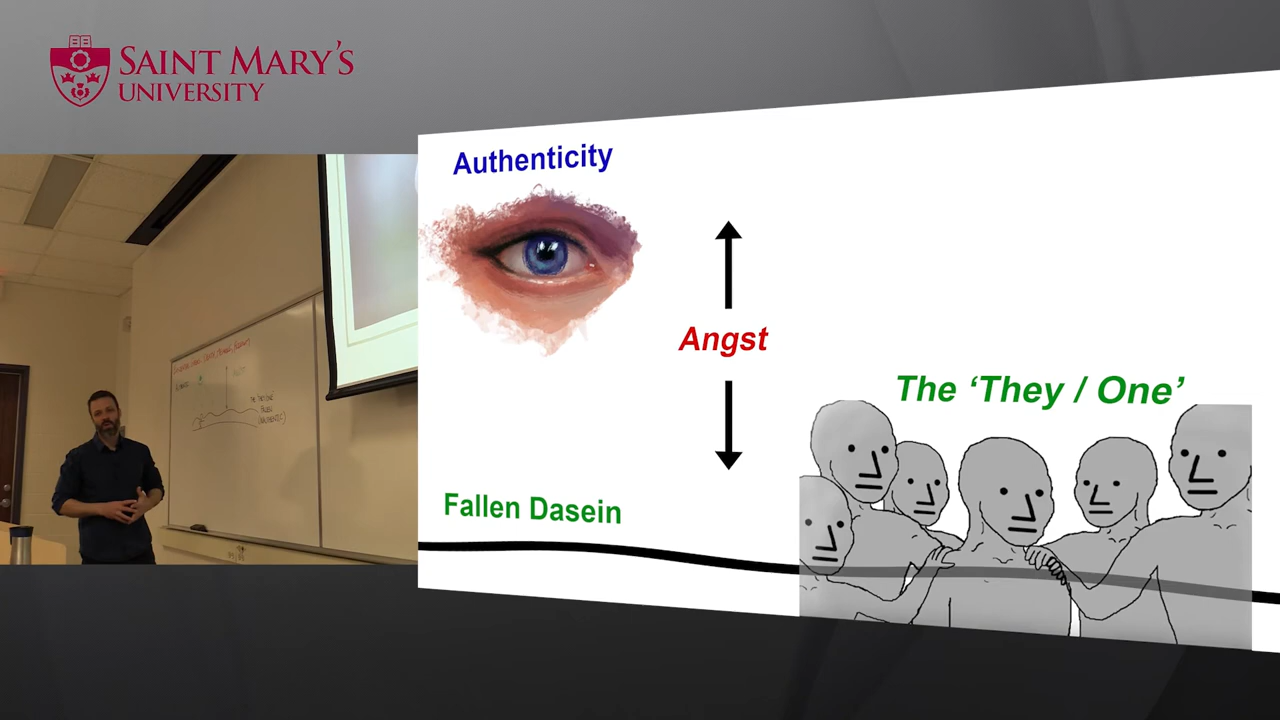 SAINT MARY'S
UNIVERSITY
Authenticity
Angst
The ‘They / One’
Fallen Dasein